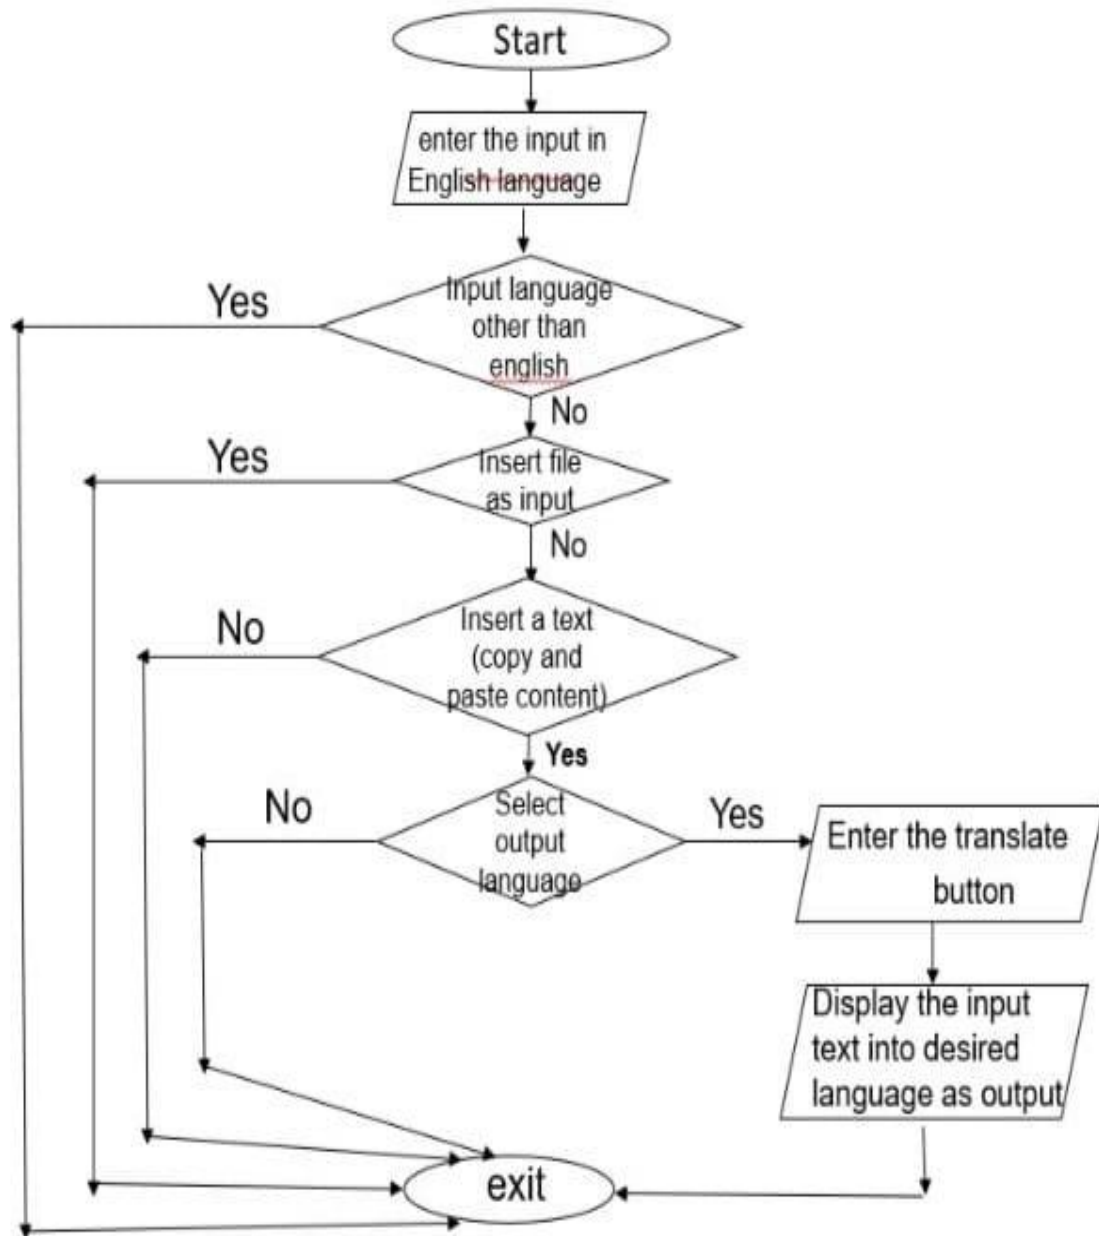 Start
enter the input in
English language
Yes
Input language
other than
english
No
Yes
Insert file
as input
No
No
Insert a text
(copy and
paste content)
Yes
No
Select
output
language
Yes
Enter the translate
button
Display the input
text into desired
language as output
exit